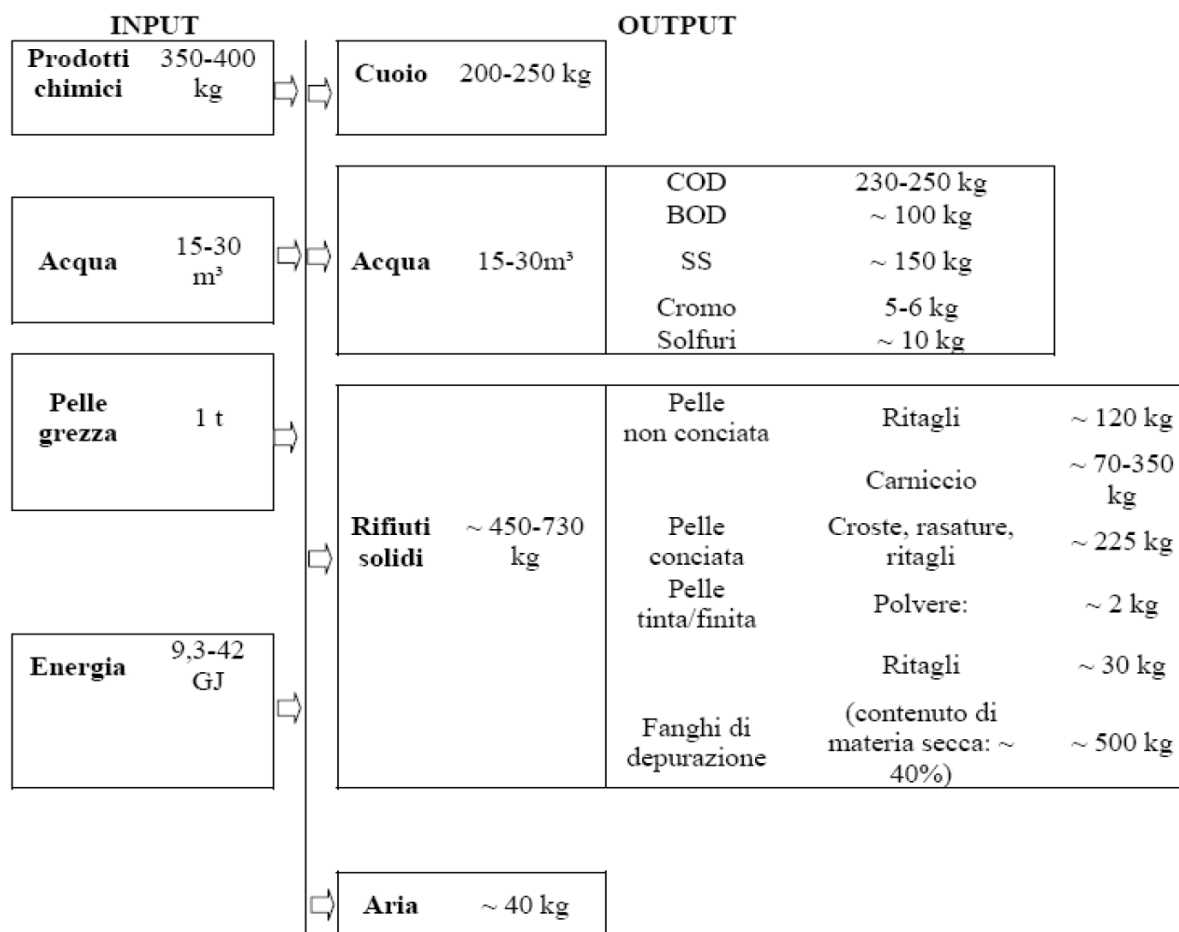 INPUT
OUTPUT
Prodotti chimici 350-400 kg
Cuoio 200-250 kg
Acqua 15-30 m³
Acqua 15-30m³
COD 230-250 kg
BOD ~ 100 kg
SS ~ 150 kg
Cromo 5-6 kg
Solfuri ~ 10 kg
Pelle grezza 1 t
Energia 9,3-42 GJ
Rifiuti solidi ~ 450-730 kg
Pelle non conciata Ritagli ~ 120 kg
Carniccio ~ 70-350 kg
Pelle conciata Croste, rasature, ritagli ~ 225 kg
Pelle tinta/finita Polvere: ~ 2 kg
Ritagli ~ 30 kg
Fanghi di depurazione (contenuto di materia secca: ~ 40%) ~ 500 kg
Aria ~ 40 kg